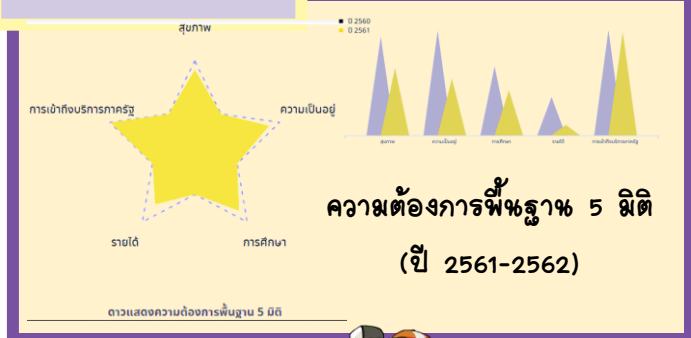 สุขภาพ
ปี 2560
ปี 2561
การเข้าถึงบริการภาครัฐ
ความเป็นอยู่
รายได้
การศึกษา
ดาวแสดงความต้องการพื้นฐาน 5 มิติ
สุขภาพ ความเป็นอยู่ การศึกษา รายได้ การเข้าถึงบริการภาครัฐ
ความต้องการพื้นฐาน 5 มิติ
(ปี 2561-2562)